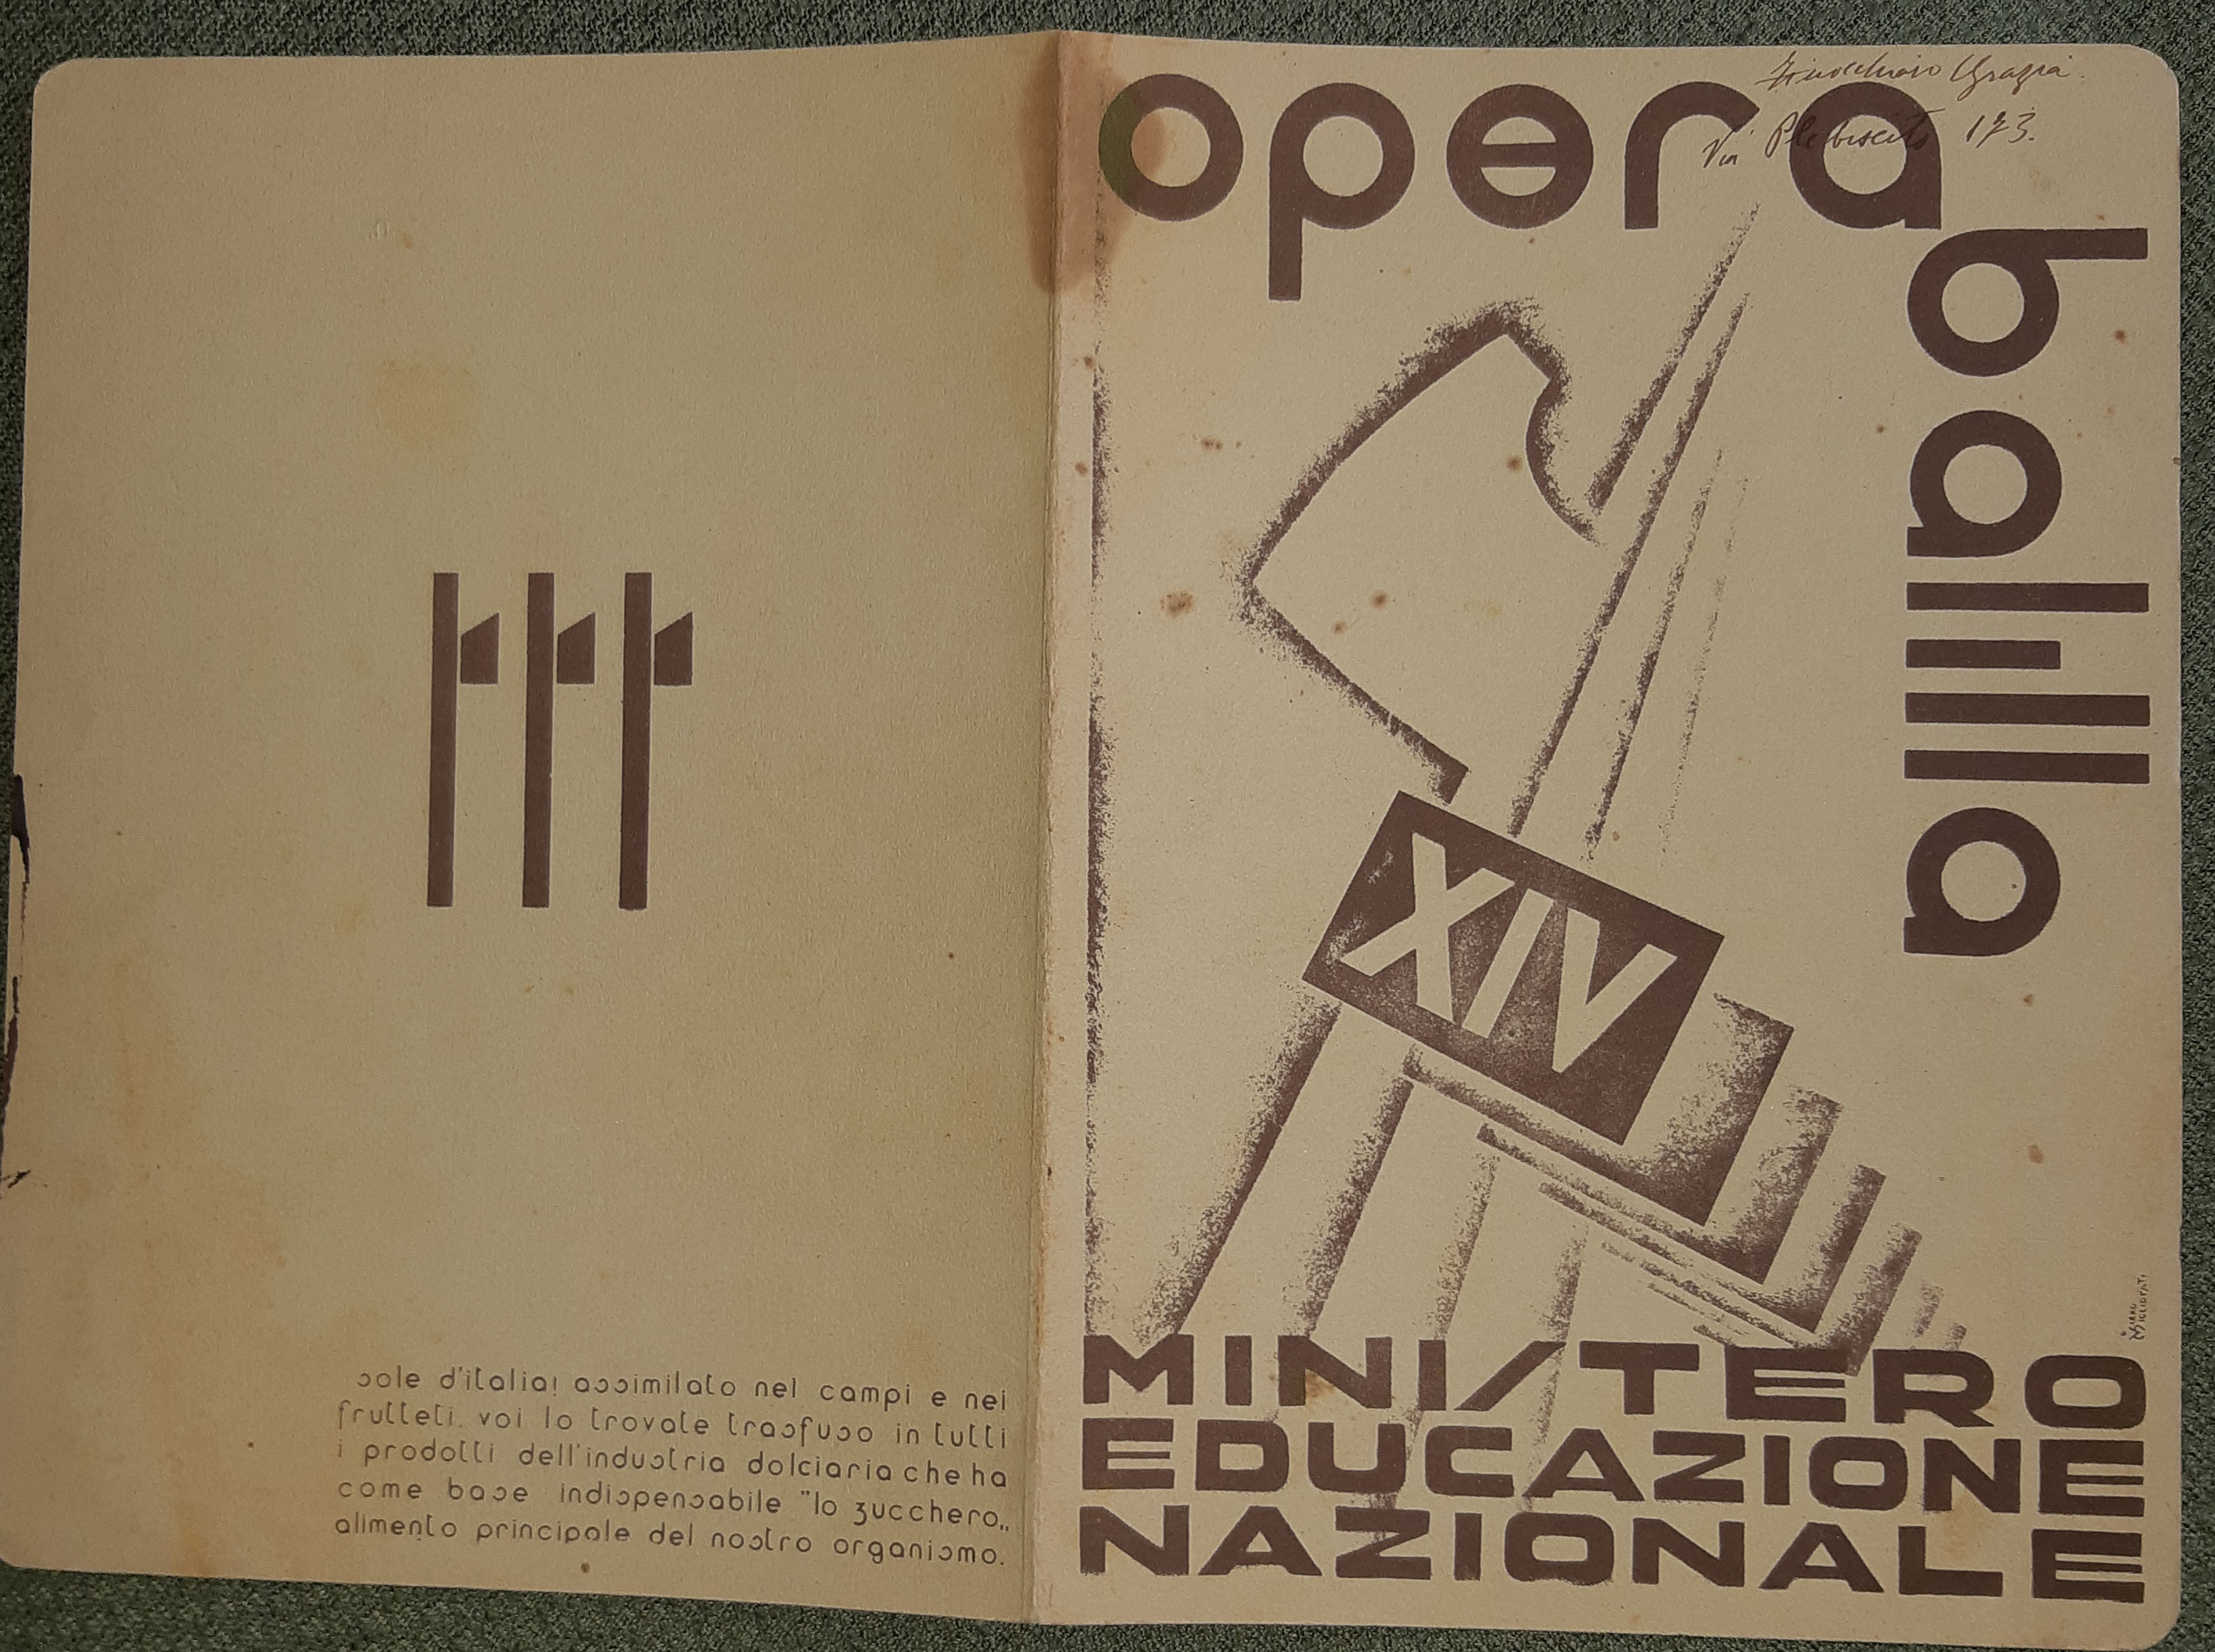 sole d'italia! assimilato nei campi e nei
frutteti. voi lo trovate trasfuso in tutti
i prodotti dell'industria dolciaria che ha
come base indispensabile "lo zucchero„
alimento principale del nostro organismo.
Finocchiaro Grazia.
Via Plebiscito 173.
opera
balilla
XIV
MINISTERO
EDUCAZIONE
NAZIONALE
MIGLIORATI